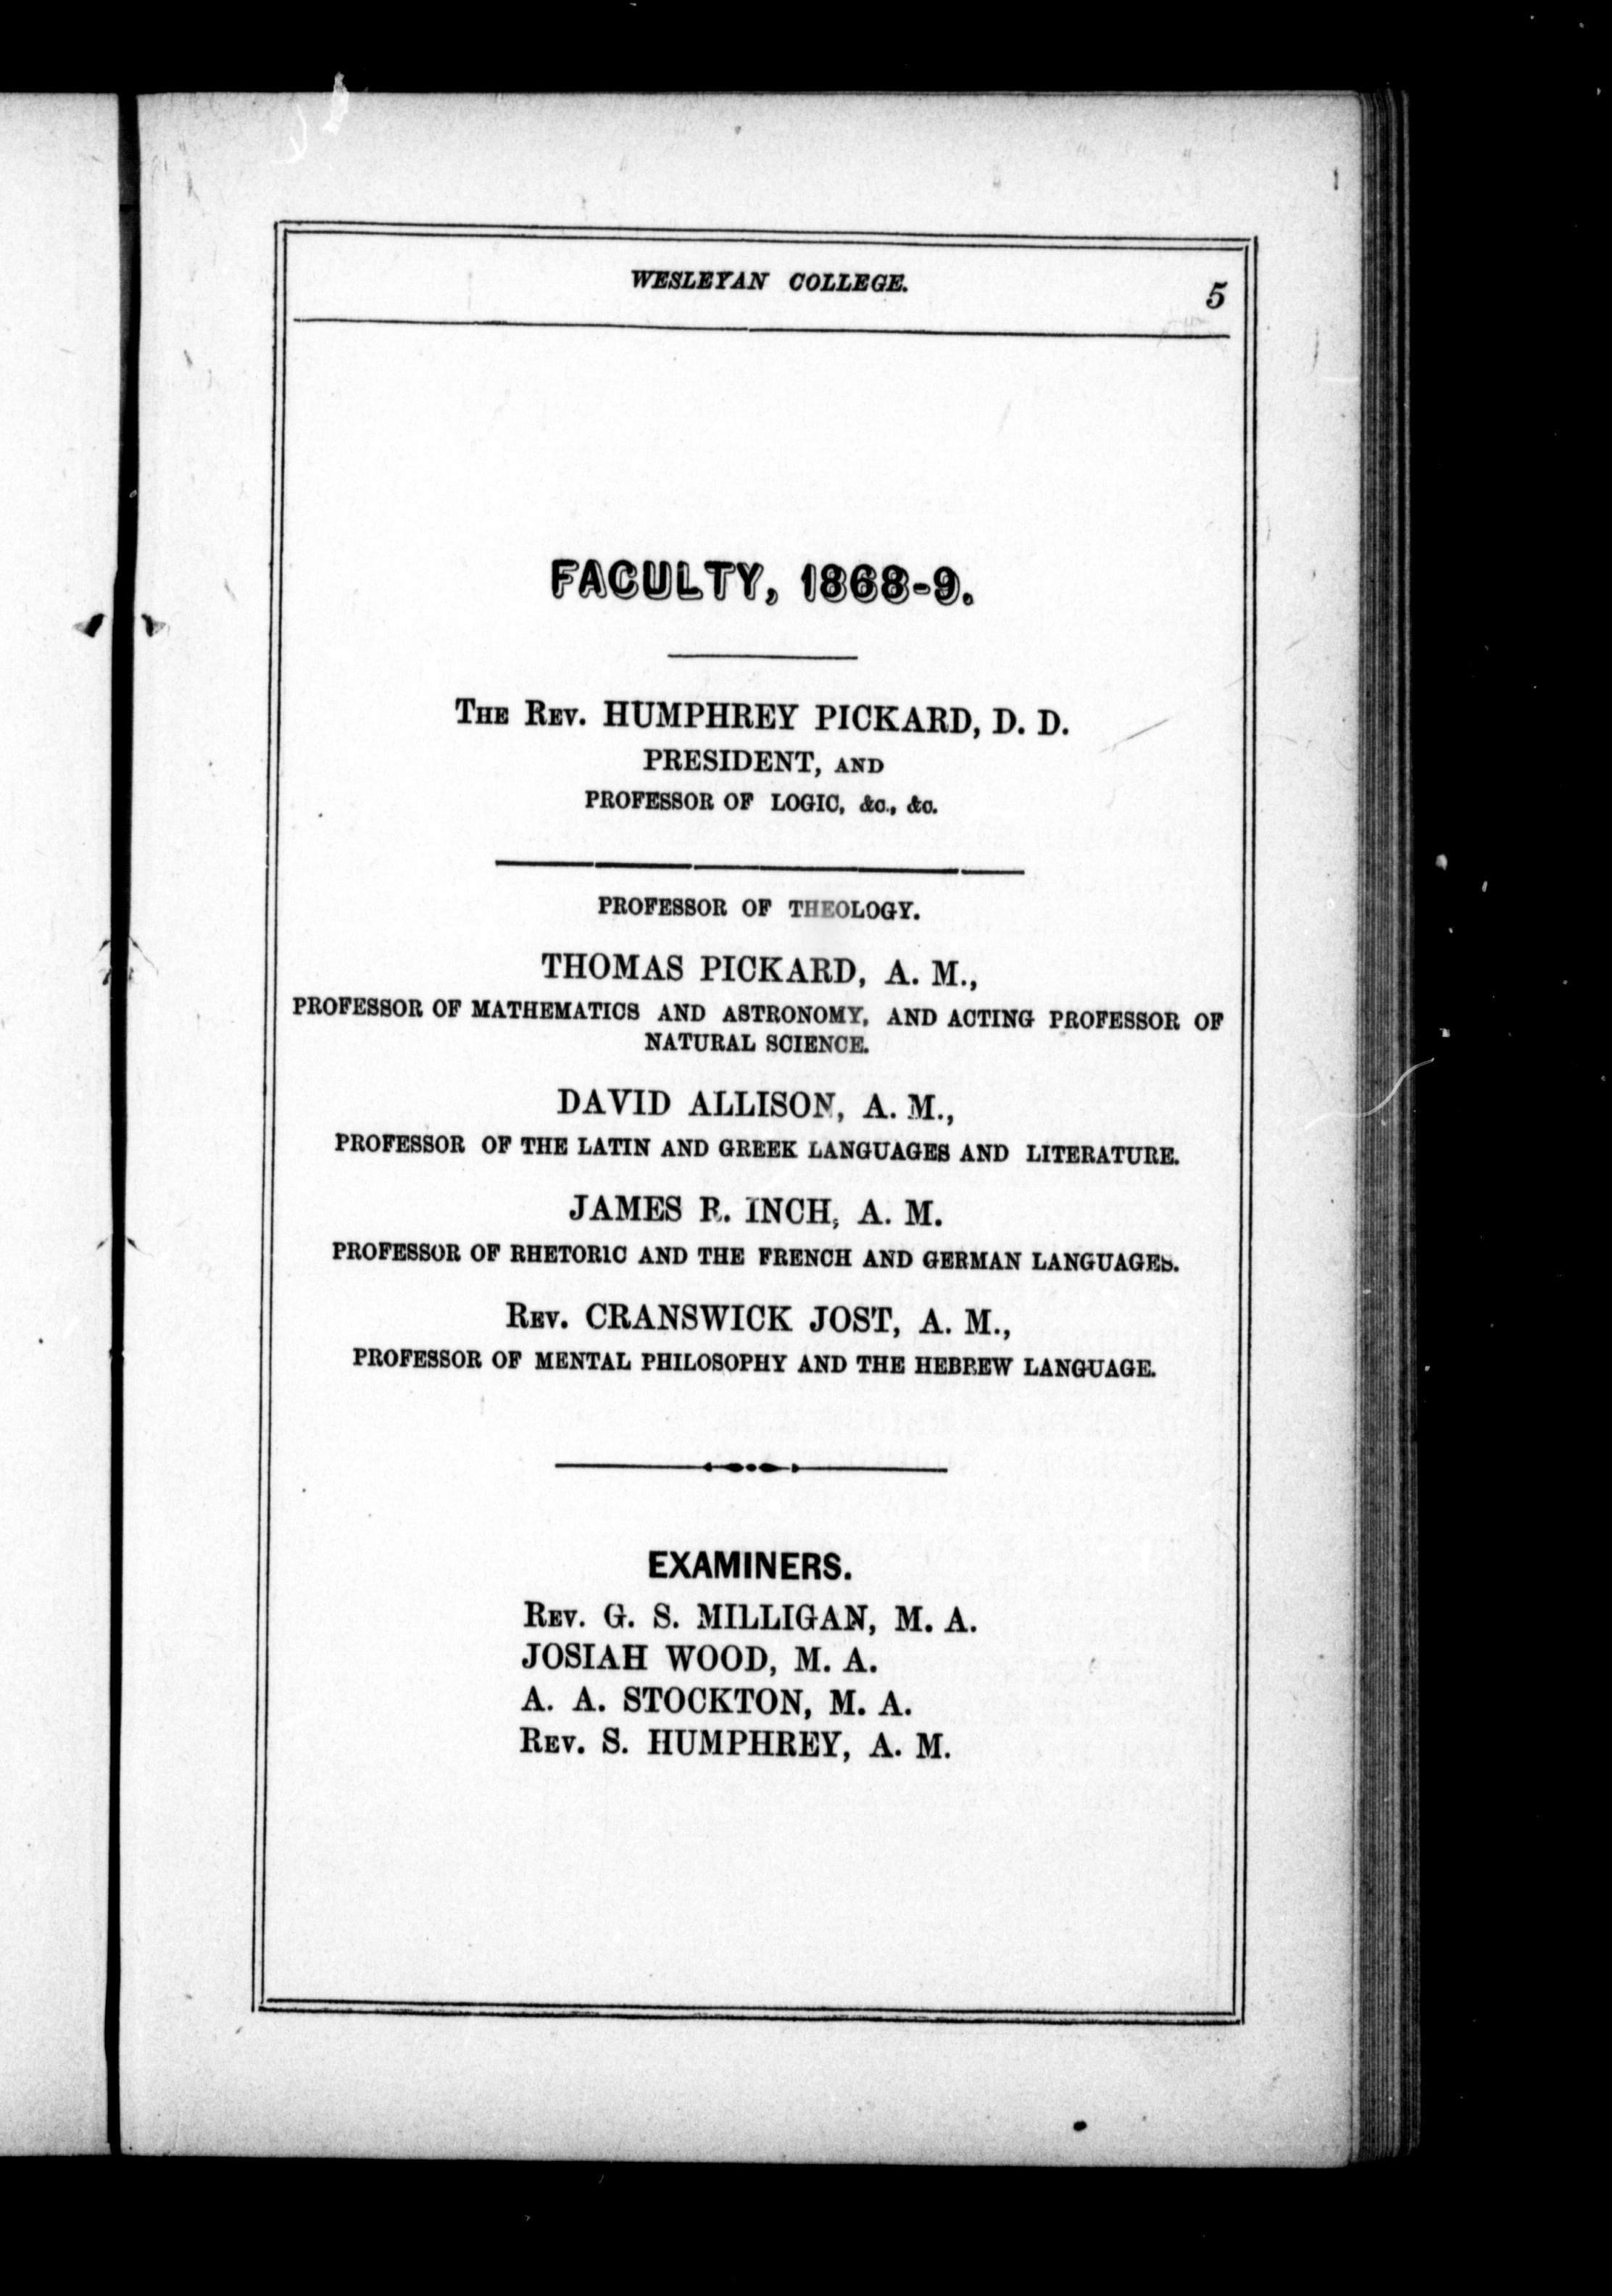 WESLEYAN COLLEGE. 5
FACULTY, 1868-9.
THE REV. HUMPHREY PICKARD, D. D.
PRESIDENT, AND
PROFESSOR OF LOGIC, &c., &c.
PROFESSOR OF THEOLOGY.
THOMAS PICKARD, A. M.,
PROFESSOR OF MATHEMATICS AND ASTRONOMY, AND ACTING PROFESSOR OF
NATURAL SCIENCE.
DAVID ALLISON, A. M.,
PROFESSOR OF THE LATIN AND GREEK LANGUAGES AND LITERATURE.
JAMES R. INCH, A. M.
PROFESSOR OF RHETORIC AND THE FRENCH AND GERMAN LANGUAGES.
REV. CRANSWICK JOST, A. M.,
PROFESSOR OF MENTAL PHILOSOPHY AND THE HEBREW LANGUAGE.
EXAMINERS.
REV. G. S. MILLIGAN, M. A.
JOSIAH WOOD, M. A.
A. A. STOCKTON, M. A.
REV. S. HUMPHREY, A. M.